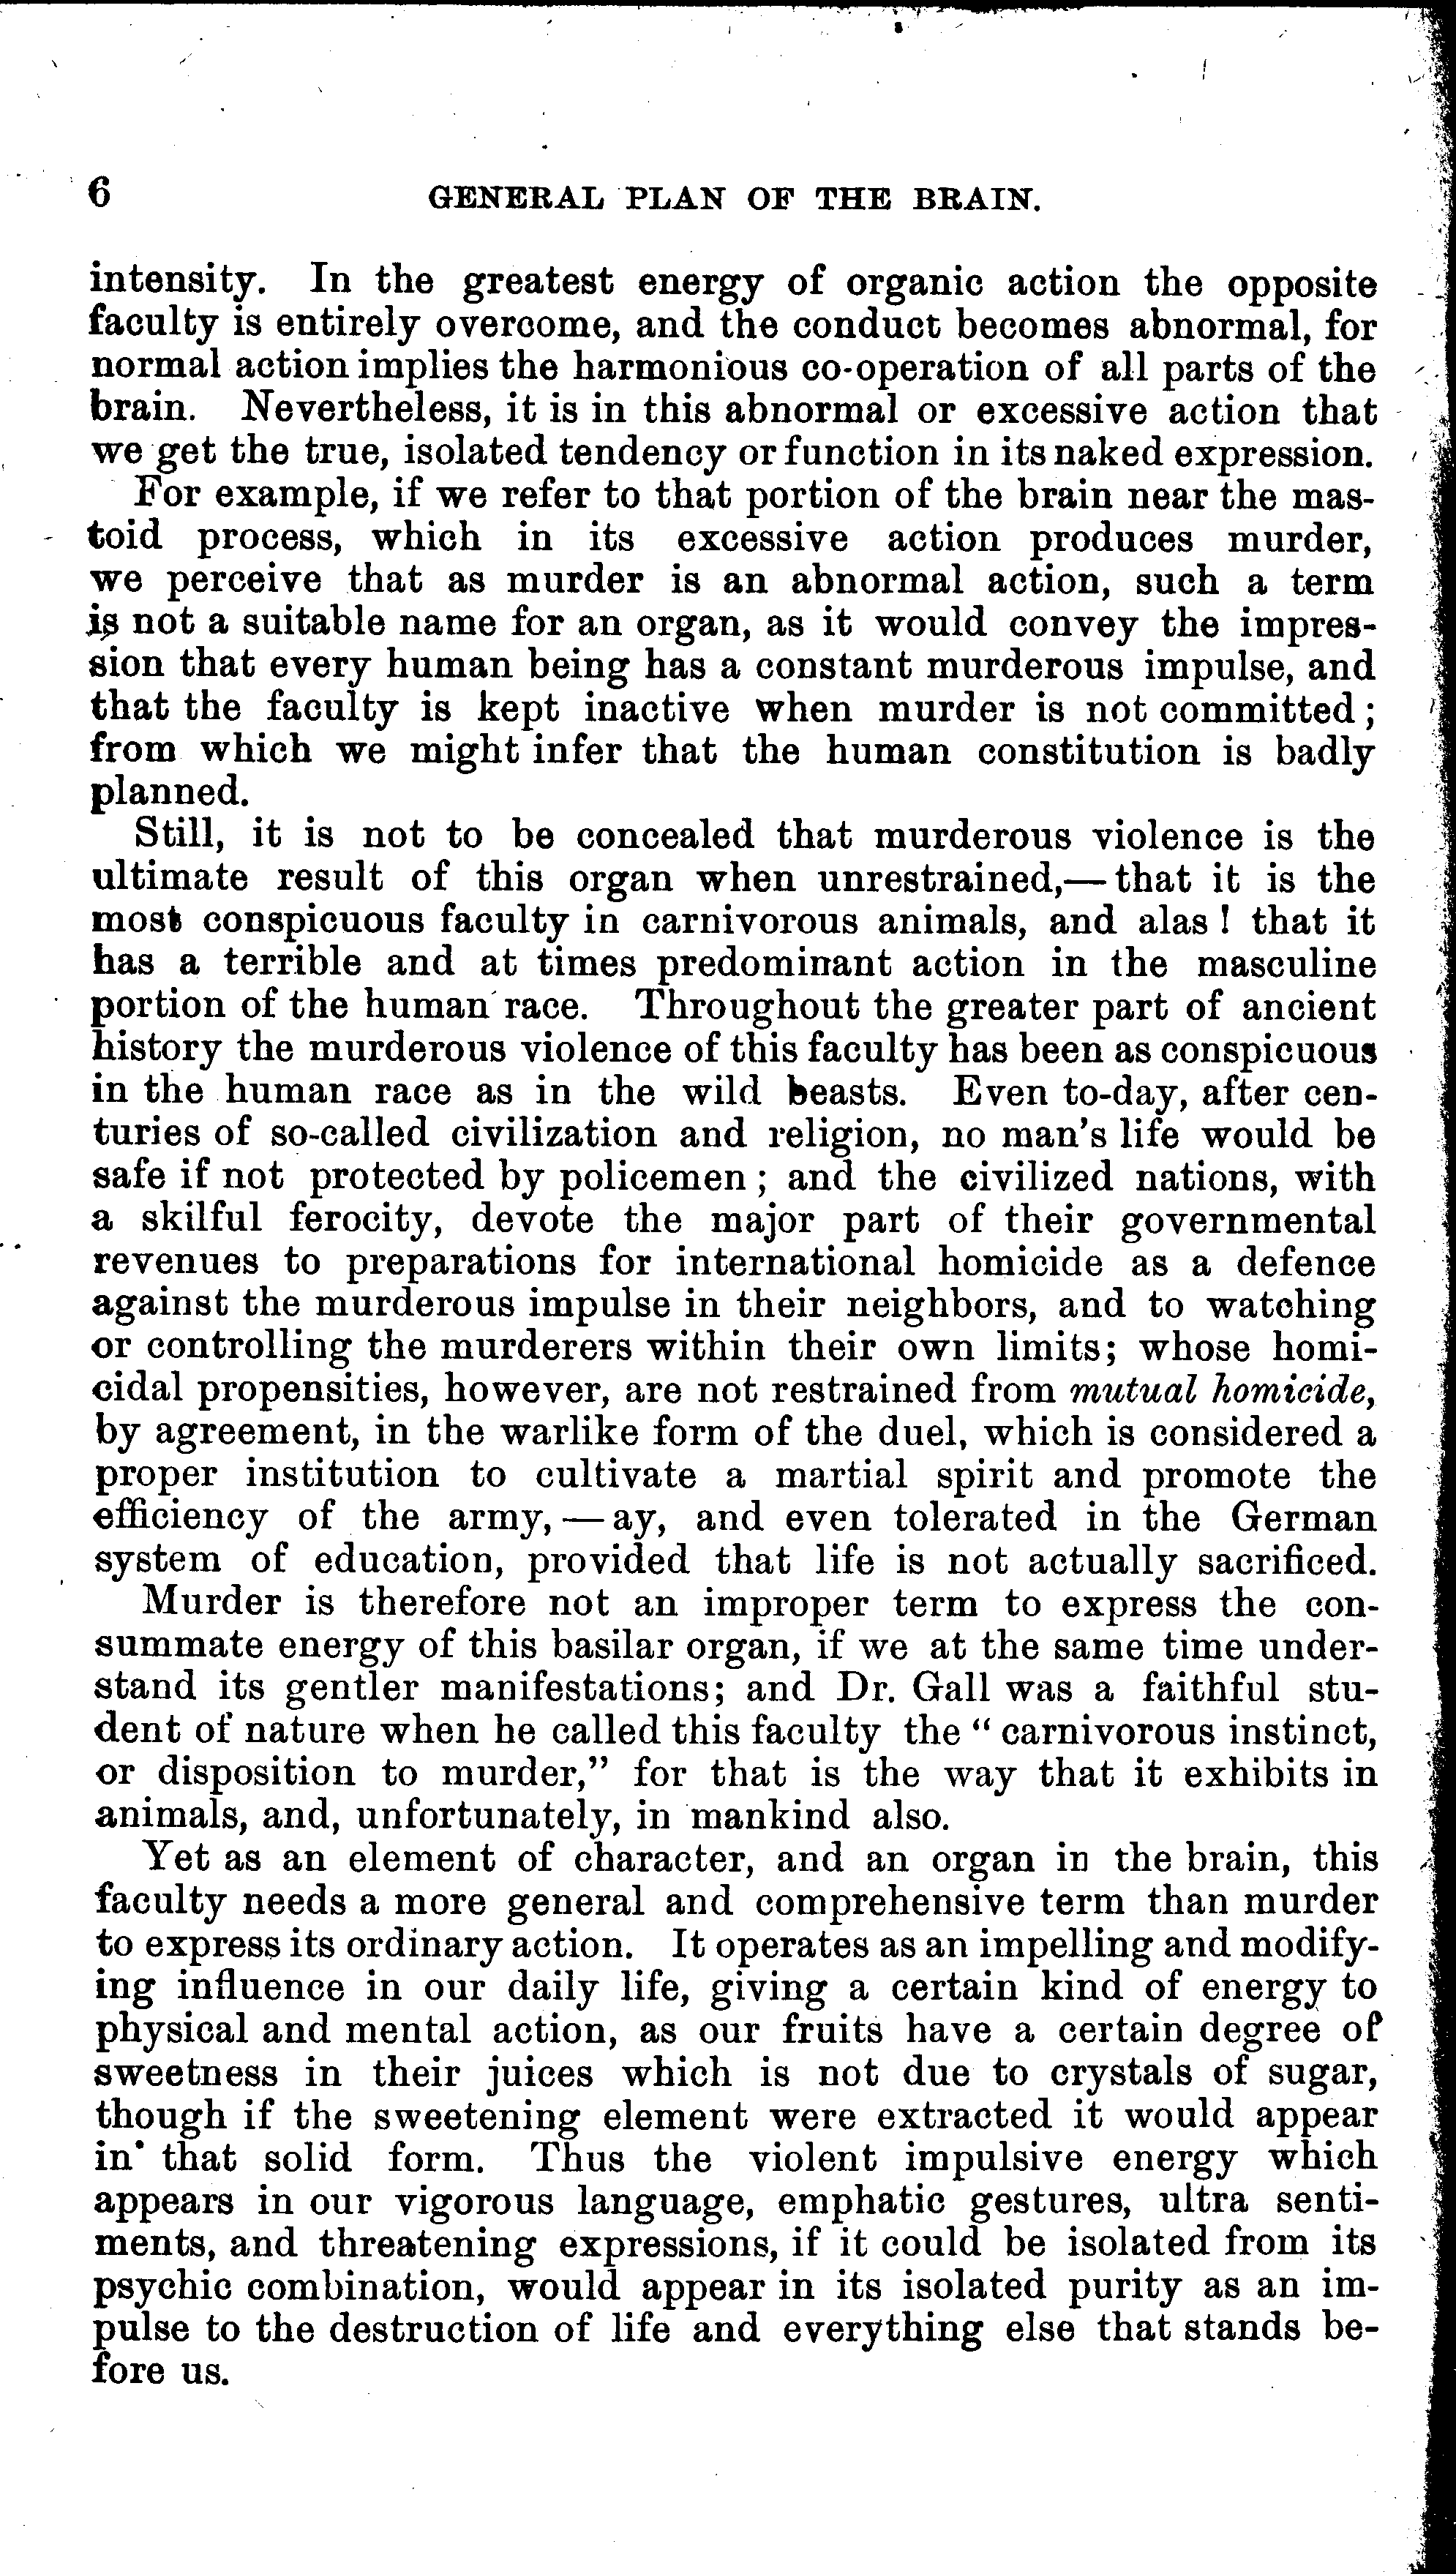 6 GENERAL PLAN OF THE BRAIN.
intensity. In the greatest energy of organic action the opposite
faculty is entirely overcome, and the conduct becomes abnormal, for
normal action implies the harmonious co-operation of all parts of the
brain. Nevertheless, it is in this abnormal or excessive action that
we get the true, isolated tendency or function in its naked expression.
For example, if we refer to that portion of the brain near the mas-
toid process, which in its excessive action produces murder,
we perceive that as murder is an abnormal action, such a term
is not a suitable name for an organ, as it would convey the impres-
sion that every human being has a constant murderous impulse, and
that the faculty is kept inactive when murder is not committed;
from which we might infer that the human constitution is badly
planned.
Still, it is not to be concealed that murderous violence is the
ultimate result of this organ when unrestrained,—that it is the
most conspicuous faculty in carnivorous animals, and alas! that it
has a terrible and at times predominant action in the masculine
portion of the human race. Throughout the greater part of ancient
history the murderous violence of this faculty has been as conspicuous
in the human race as in the wild beasts. Even to-day, after cen-
turies of so-called civilization and religion, no man's life would be
safe if not protected by policemen; and the civilized nations, with
a skilful ferocity, devote the major part of their governmental
revenues to preparations for international homicide as a defence
against the murderous impulse in their neighbors, and to watching
or controlling the murderers within their own limits; whose homi-
cidal propensities, however, are not restrained from mutual homicide,
by agreement, in the warlike form of the duel, which is considered a
proper institution to cultivate a martial spirit and promote the
efficiency of the army,—ay, and even tolerated in the German
system of education, provided that life is not actually sacrificed.
Murder is therefore not an improper term to express the con-
summate energy of this basilar organ, if we at the same time under-
stand its gentler manifestations; and Dr. Gall was a faithful stu-
dent of nature when he called this faculty the "carnivorous instinct,
or disposition to murder," for that is the way that it exhibits in
animals, and, unfortunately, in mankind also.
Yet as an element of character, and an organ in the brain, this
faculty needs a more general and comprehensive term than murder
to express its ordinary action. It operates as an impelling and modify-
ing influence in our daily life, giving a certain kind of energy to
physical and mental action, as our fruits have a certain degree of
sweetness in their juices which is not due to crystals of sugar,
though if the sweetening element were extracted it would appear
in that solid form. Thus the violent impulsive energy which
appears in our vigorous language, emphatic gestures, ultra senti-
ments, and threatening expressions, if it could be isolated from its
psychic combination, would appear in its isolated purity as an im-
pulse to the destruction of life and everything else that stands be-
fore us.